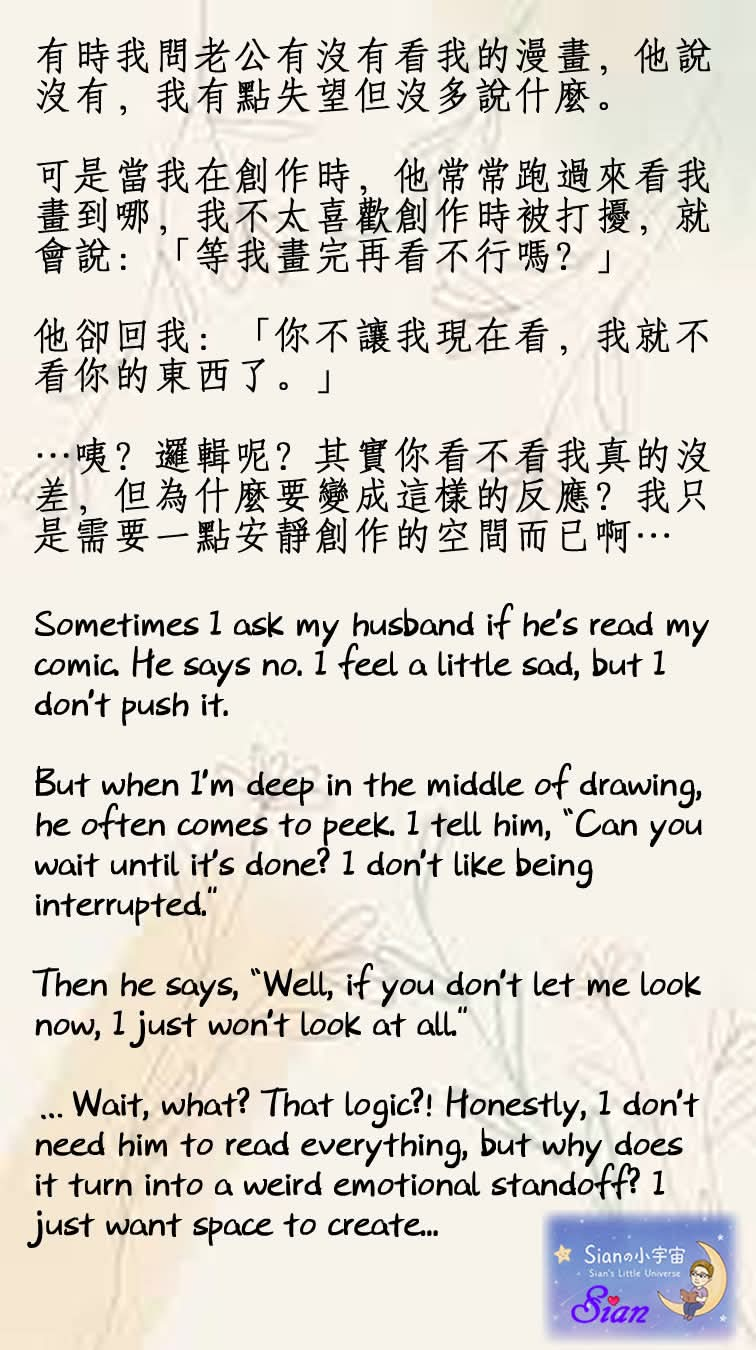 有時我問老公有沒有看我的漫畫，他說
沒有，我有點失望但沒多說什麼。
可是當我在創作時，他常常跑過來看我
畫到哪，我不太喜歡創作時被打擾，就
會說：「等我畫完再看不行嗎？」
他卻回我：「你不讓我現在看，我就不
看你的東西了。」
…咦？邏輯呢？其實你看不看我真的沒
差，但為什麼要變成這樣的反應？我只
是需要一點安靜創作的空間而已啊…
Sometimes I ask my husband if he's read my
comic. He says no. I feel a little sad, but I
don't push it.
But when I'm deep in the middle of drawing,
he often comes to peek. I tell him, "Can you
wait until it's done? I don't like being
interrupted."
Then he says, "Well, if you don't let me look
now, I just won't look at all."
... Wait, what? That logic?! Honestly, I don't
need him to read everything, but why does
it turn into a weird emotional standoff? I
just want space to create...
Sianの小宇宙
Sian's Little Universe
Sian